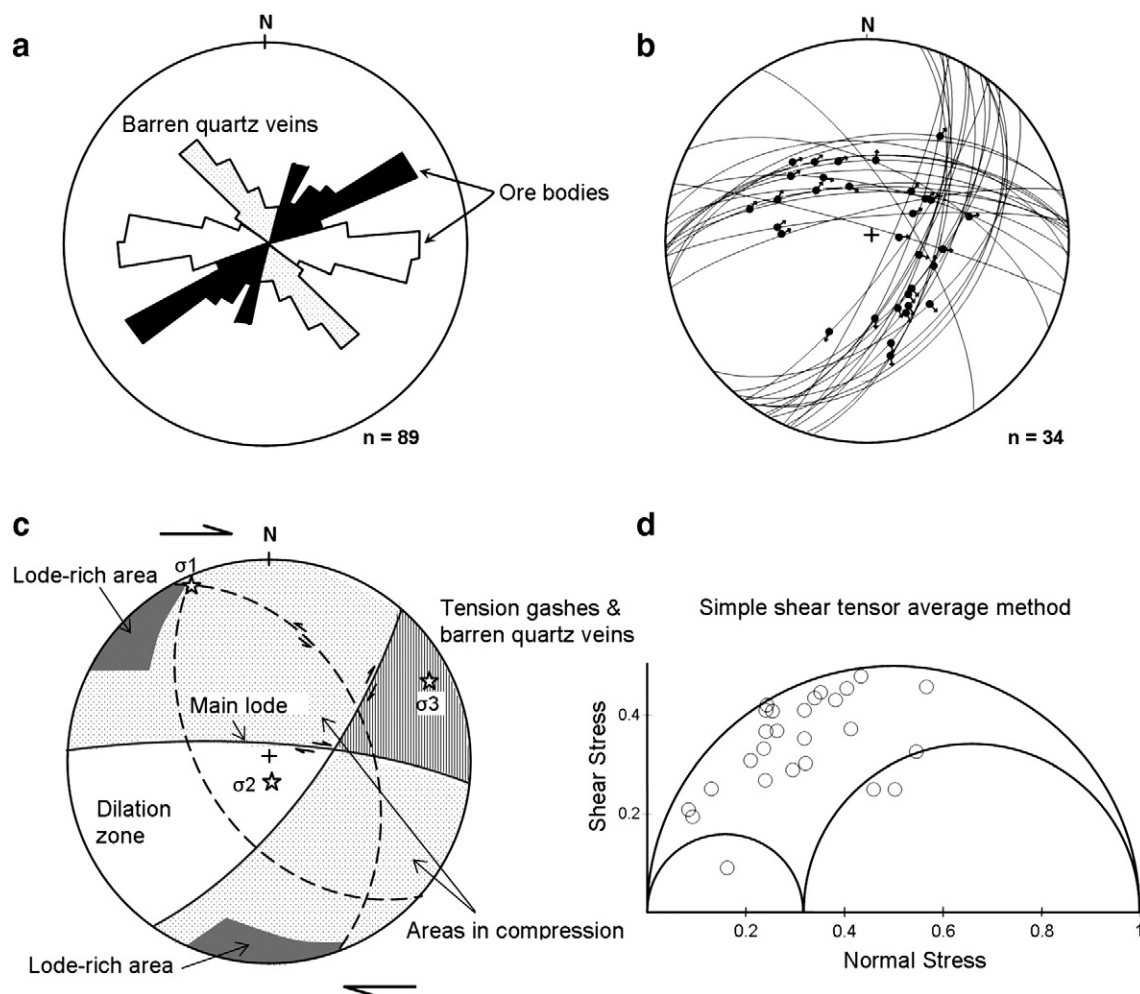 a
N
Barren quartz veins
Ore bodies
n = 89
b
N
n = 34
c
N
σ1
Lode-rich area
Tension gashes &
barren quartz veins
σ3
Main lode
σ2
Dilation
zone
Areas in compression
Lode-rich area
d
Simple shear tensor average method
Shear Stress
0.4
0.2
0.2
0.4
0.6
0.8
1
Normal Stress